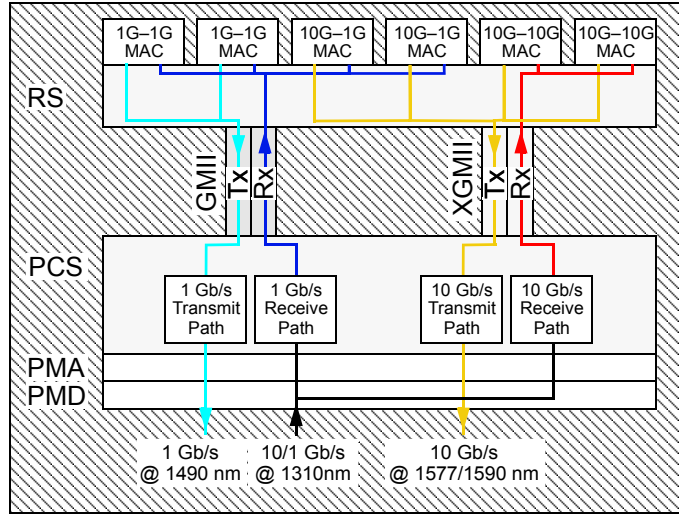 1G–1G MAC
1G–1G MAC
10G–1G MAC
10G–1G MAC
10G–10G MAC
10G–10G MAC
RS
GMII
Tx
Rx
XGMII
Tx
Rx
PCS
1 Gb/s
Transmit
Path
1 Gb/s
Receive
Path
10 Gb/s
Transmit
Path
10 Gb/s
Receive
Path
PMA
PMD
1 Gb/s
@ 1490 nm
10/1 Gb/s
@ 1310nm
10 Gb/s
@ 1577/1590 nm